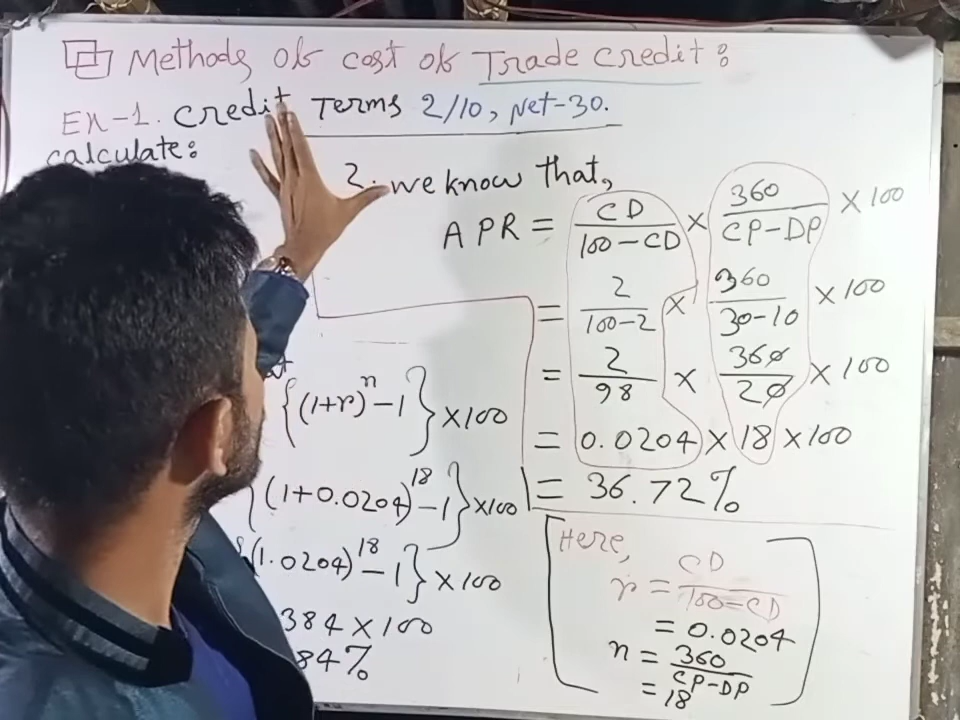 Methods of cost of Trade credit:
Ex-1. Credit Terms 2/10, Net-30.
calculate:
2. we know that,
APR = CD/100-CD × 360/CP-DP × 100
= 2/100-2 × 360/30-10 × 100
= 2/98 × 360/20 × 100
= 0.0204 × 18 × 100
= 36.72%
{(1+r)^n - 1} × 100
{(1+0.0204)^18 - 1} × 100
{(1.0204)^18 - 1} × 100
384 × 100
84%
Here,
r = CD/100-CD
= 0.0204
n = 360/CP-DP
= 18